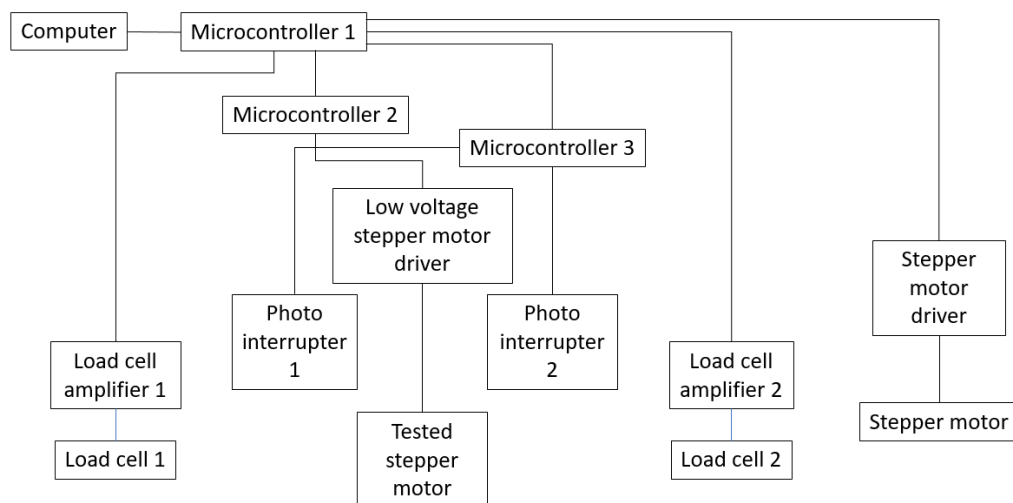 Computer
Microcontroller 1
Microcontroller 2
Microcontroller 3
Low voltage
stepper motor
driver
Stepper
motor
driver
Photo
interrupter
1
Photo
interrupter
2
Load cell
amplifier 1
Load cell
amplifier 2
Stepper motor
Tested
stepper
motor
Load cell 1
Load cell 2